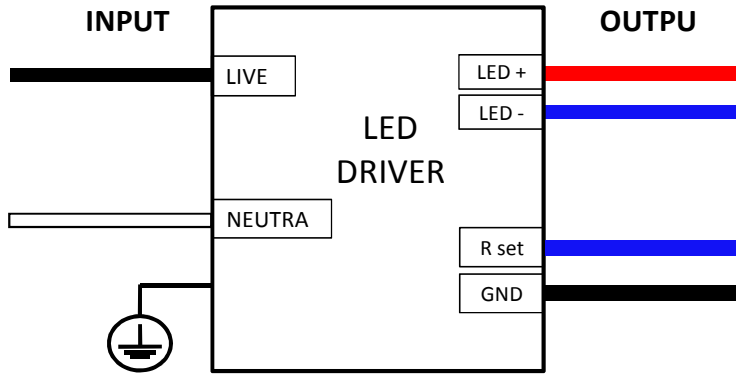 INPUT
OUTPU
LIVE
LED +
LED -
LED
DRIVER
NEUTRA
R set
GND